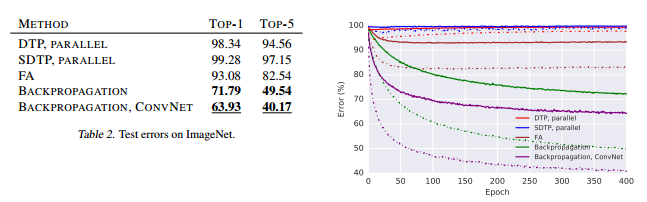 METHOD TOP-1 TOP-5
DTP, PARALLEL 98.34 94.56
SDTP, PARALLEL 99.28 97.15
FA 93.08 82.54
BACKPROPAGATION 71.79 49.54
BACKPROPAGATION, CONVNET 63.93 40.17
Table 2. Test errors on ImageNet.
100
90
80
70
60
50
40
Error (%)
DTP, parallel
SDTP, parallel
FA
Backpropagation
Backpropagation, ConvNet
0 50 100 150 200 250 300 350 400
Epoch